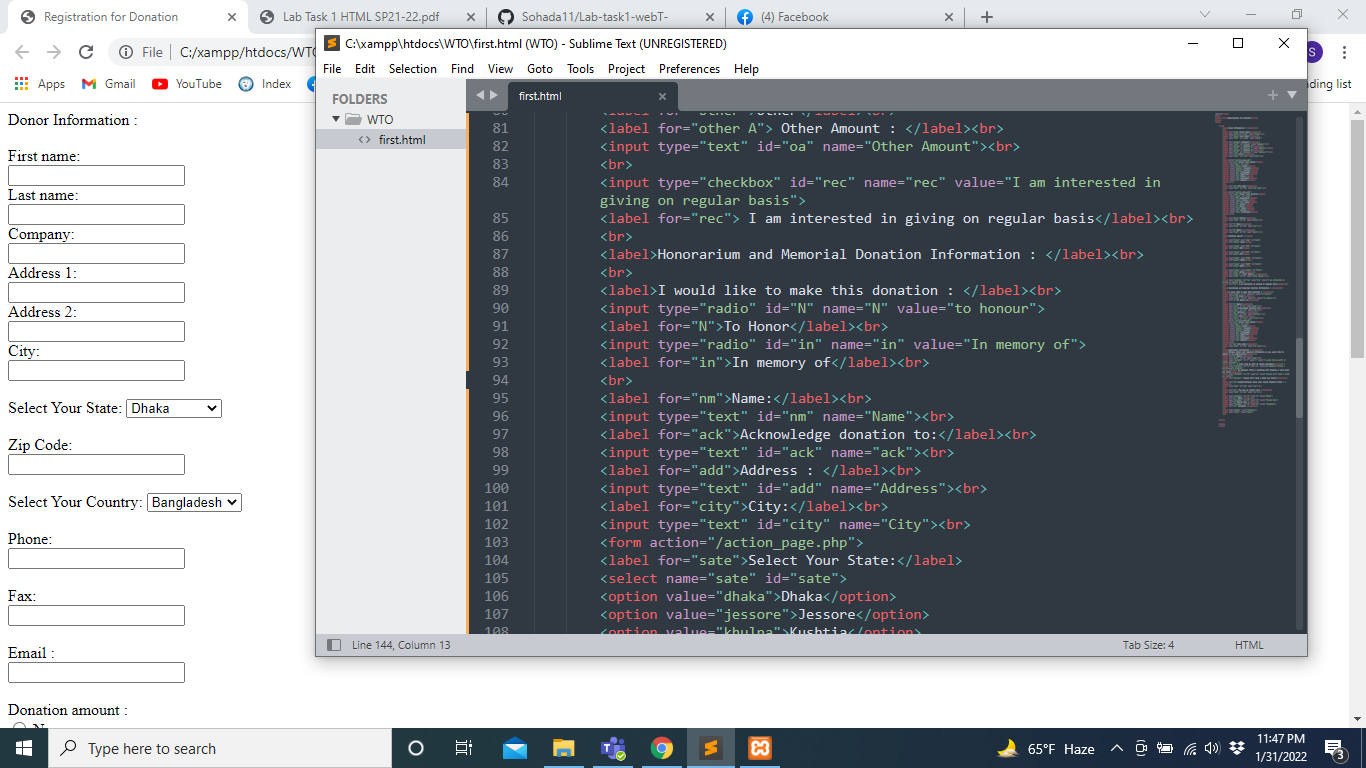 Registration for Donation
Lab Task 1 HTML SP21-22.pdf
Sohada11/Lab-task1-webT-
(4) Facebook
File
C:/xampp/htdocs/WTO
S
Apps
Gmail
YouTube
Index
ding list
Donor Information :
First name:
Last name:
Company:
Address 1:
Address 2:
City:
Select Your State: Dhaka
Zip Code:
Select Your Country: Bangladesh
Phone:
Fax:
Email :
Donation amount :
C:\xampp\htdocs\WTO\first.html (WTO) - Sublime Text (UNREGISTERED)
File Edit Selection Find View Goto Tools Project Preferences Help
FOLDERS
WTO
<> first.html
first.html
80 <label for="other">Other</label><br>
81 <label for="other A"> Other Amount : </label><br>
82 <input type="text" id="oa" name="Other Amount"><br>
83 <br>
84 <input type="checkbox" id="rec" name="rec" value="I am interested in
giving on regular basis">
85 <label for="rec"> I am interested in giving on regular basis</label><br>
86 <br>
87 <label>Honorarium and Memorial Donation Information : </label><br>
88 <br>
89 <label>I would like to make this donation : </label><br>
90 <input type="radio" id="N" name="N" value="to honour">
91 <label for="N">To Honor</label><br>
92 <input type="radio" id="in" name="in" value="In memory of">
93 <label for="in">In memory of</label><br>
94 <br>
95 <label for="nm">Name:</label><br>
96 <input type="text" id="nm" name="Name"><br>
97 <label for="ack">Acknowledge donation to:</label><br>
98 <input type="text" id="ack" name="ack"><br>
99 <label for="add">Address : </label><br>
100 <input type="text" id="add" name="Address"><br>
101 <label for="city">City:</label><br>
102 <input type="text" id="city" name="City"><br>
103 <form action="/action_page.php">
104 <label for="sate">Select Your State:</label>
105 <select name="sate" id="sate">
106 <option value="dhaka">Dhaka</option>
107 <option value="jessore">Jessore</option>
108 <option value="khulna">Kushtia</option>
Line 144, Column 13
Tab Size: 4
HTML
Type here to search
65°F Haze
11:47 PM
1/31/2022
3